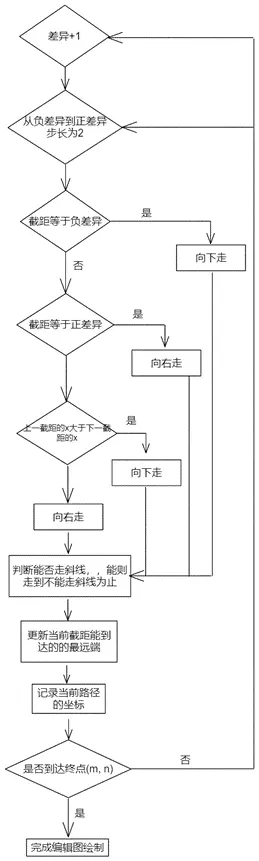 差异+1
从负差异到正差异
步长为2
截距等于负差异
是
向下走
否
截距等于正差异
是
向右走
上一截距的x大于下一截
距的x
是
向下走
向右走
判断能否走斜线，，能则
走到不能走斜线为止
更新当前截距能到
达的的最远端
记录当前路径
的坐标
是否到达终点(m, n)
否
是
完成编辑图绘制